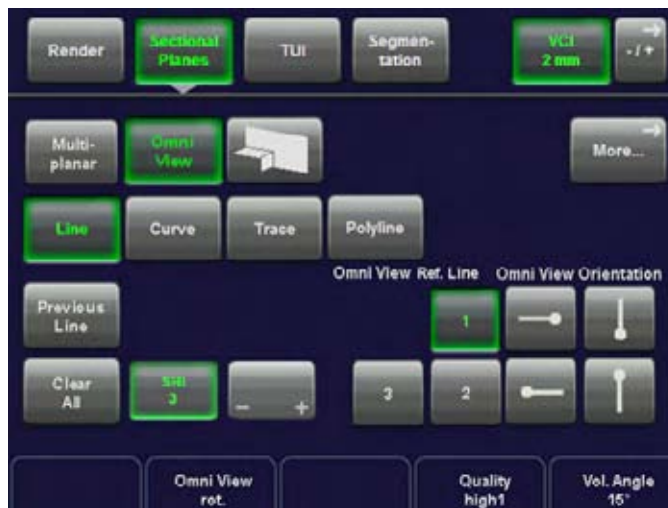 Render
Sectional
Planes
TUI
Segmen-
tation
VCI
2 mm
- / +
Multi-
planar
Omni
View
More...
Line
Curve
Trace
Polyline
Omni View Ref. Line
Omni View Orientation
Previous
Line
1
Clear
All
SRI
3
- +
3
2
Omni View
rot.
Quality
high1
Vol. Angle
15°